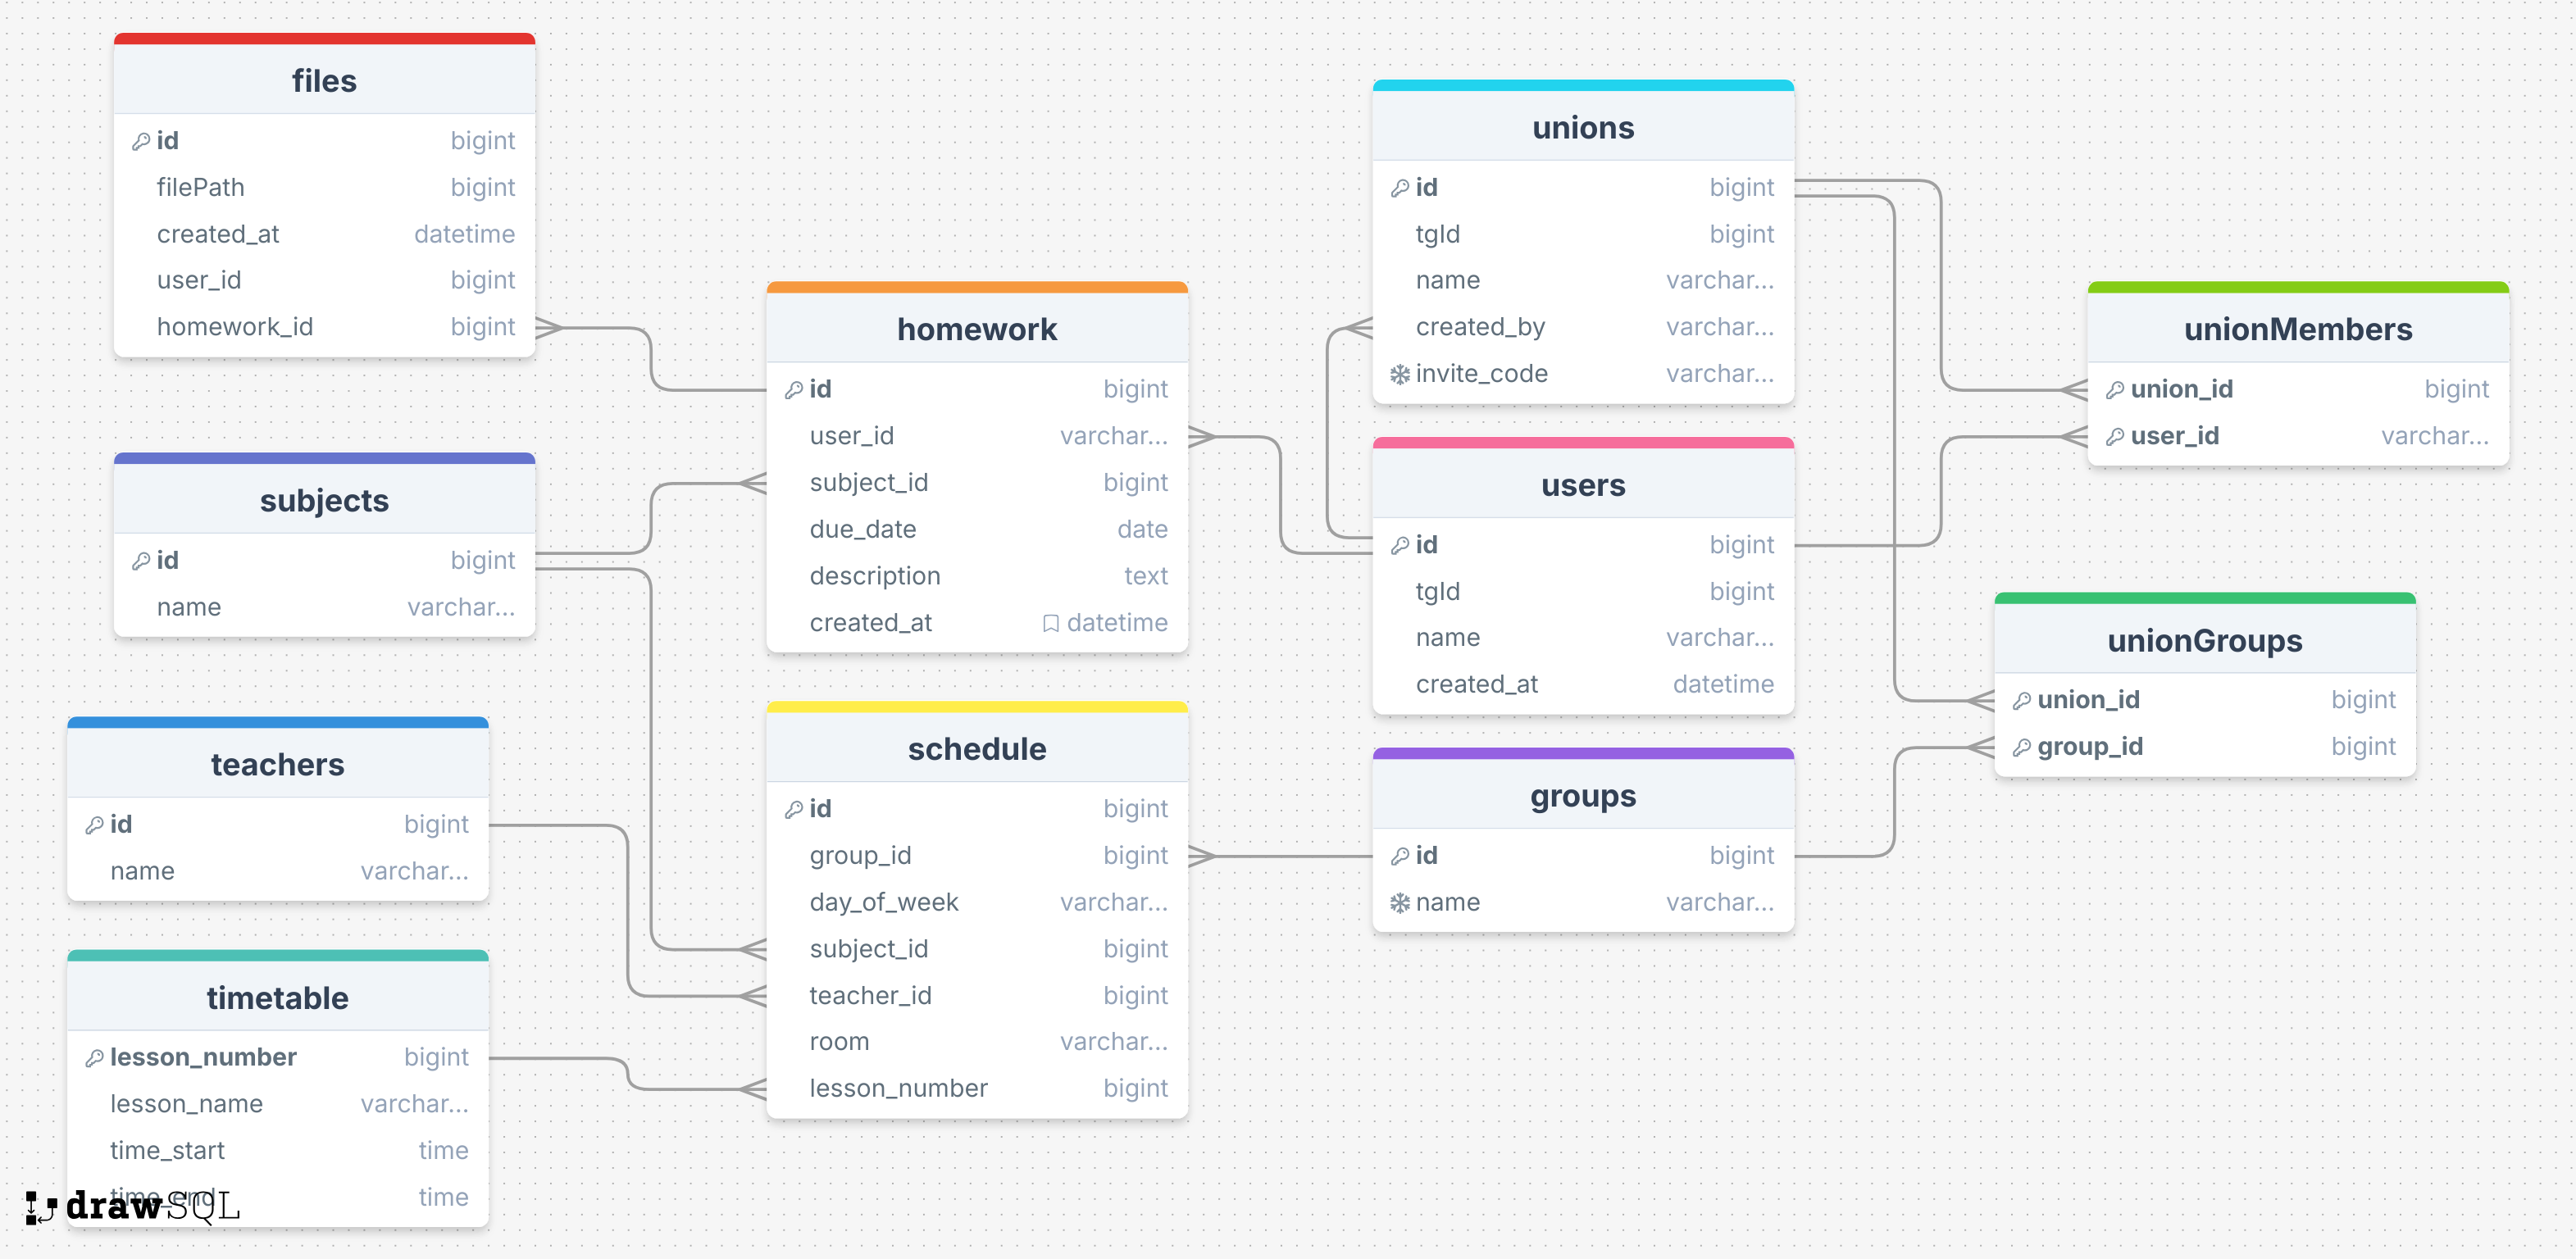 files
id bigint
filePath bigint
created_at datetime
user_id bigint
homework_id bigint
subjects
id bigint
name varchar...
teachers
id bigint
name varchar...
timetable
lesson_number bigint
lesson_name varchar...
time_start time
time_end time
drawSQL
homework
id bigint
user_id varchar...
subject_id bigint
due_date date
description text
created_at datetime
schedule
id bigint
group_id bigint
day_of_week varchar...
subject_id bigint
teacher_id bigint
room varchar...
lesson_number bigint
unions
id bigint
tgId bigint
name varchar...
created_by varchar...
invite_code varchar...
users
id bigint
tgId bigint
name varchar...
created_at datetime
groups
id bigint
name varchar...
unionMembers
union_id bigint
user_id varchar...
unionGroups
union_id bigint
group_id bigint